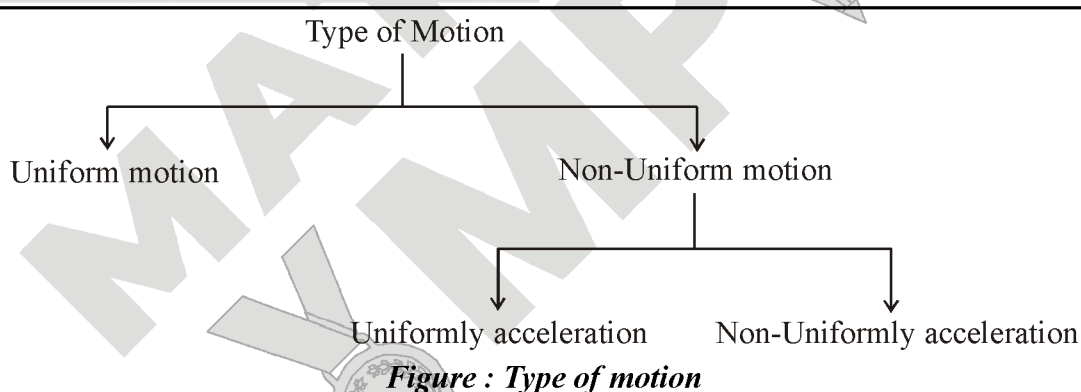 Type of Motion
Uniform motion Non-Uniform motion
Uniformly acceleration Non-Uniformly acceleration
Figure : Type of motion